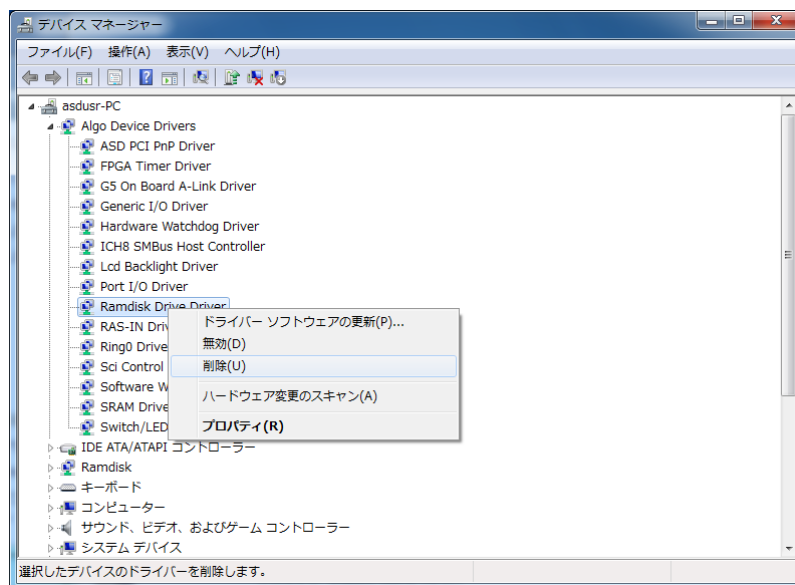 デバイス マネージャー
ファイル(F) 操作(A) 表示(V) ヘルプ(H)
asdusr-PC
Algo Device Drivers
ASD PCI PnP Driver
FPGA Timer Driver
G5 On Board A-Link Driver
Generic I/O Driver
Hardware Watchdog Driver
ICH8 SMBus Host Controller
Lcd Backlight Driver
Port I/O Driver
Ramdisk Drive Driver
RAS-IN
Ring0
Sci Control
Software
SRAM
Switch/LED
ドライバー ソフトウェアの更新(P)...
無効(D)
削除(U)
ハードウェア変更のスキャン(A)
プロパティ(R)
IDE ATA/ATAPI コントローラー
Ramdisk
キーボード
コンピューター
サウンド、ビデオ、およびゲーム コントローラー
システム デバイス
選択したデバイスのドライバーを削除します。